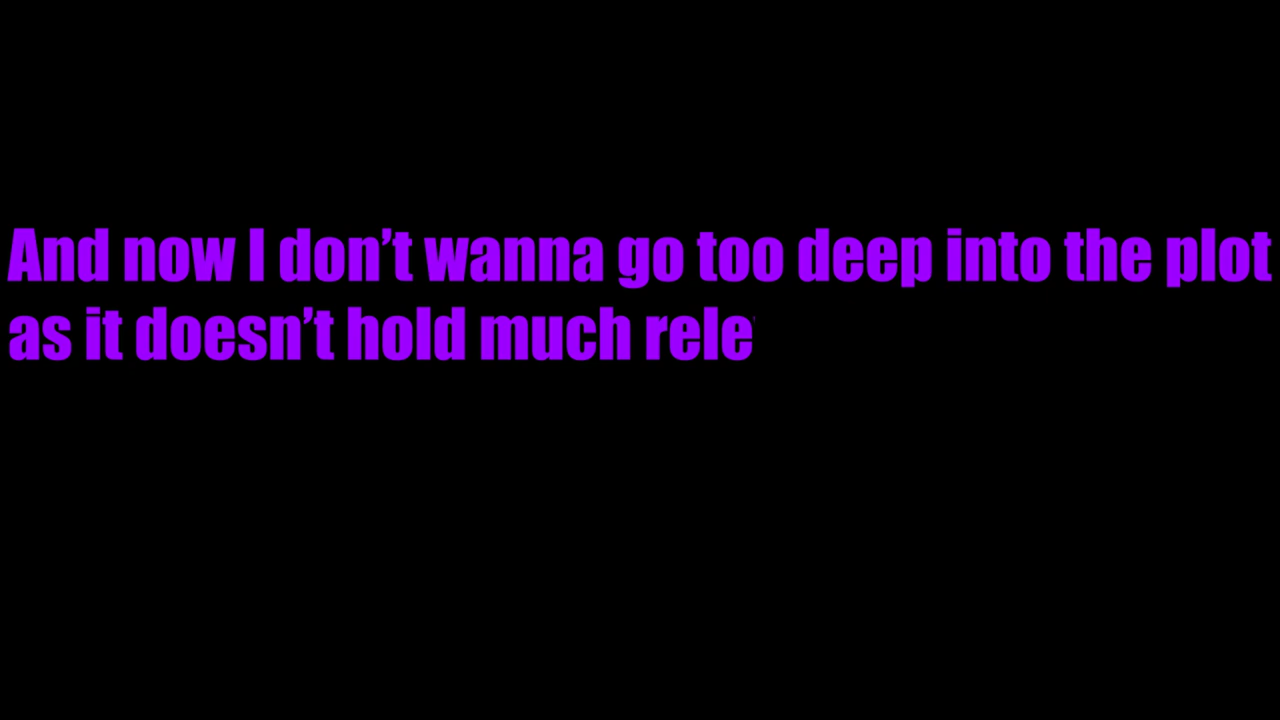 And now I don’t wanna go too deep into the plot
as it doesn’t hold much rele